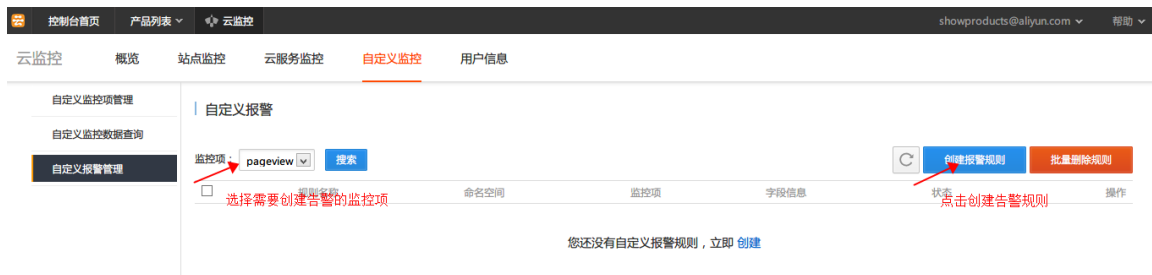 控制台首页 产品列表 云监控 showproducts@aliyun.com 帮助
云监控 概览 站点监控 云服务监控 自定义监控 用户信息
自定义监控项管理
自定义监控数据查询
自定义报警管理
自定义报警
监控项： pageview 搜索 创建报警规则 批量删除规则
规则名称 命名空间 监控项 字段信息 状态 操作
选择需要创建告警的监控项 点击创建告警规则
您还没有自定义报警规则，立即 创建